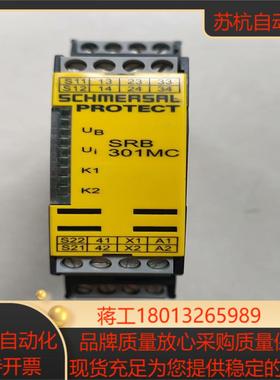 苏杭自动
S11 13 23 33
S12 14 24 34
SCHMERSAL
PROTECT
UB
Ui
SRB
301MC
K1
K2
S22 41 X1 A1
S21 42 X2 A2
蒋工18013265989
自动化 品牌质量放心采购质量保
开票 现货充足为您提供稳定的